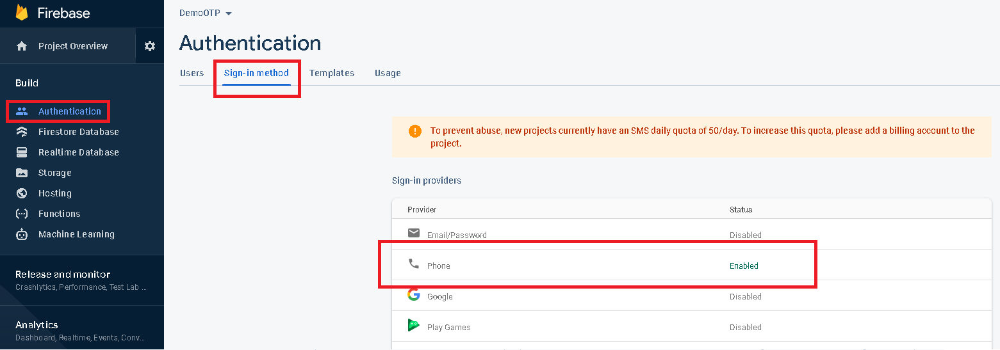 Firebase
Project Overview
Build
Authentication
Firestore Database
Realtime Database
Storage
Hosting
Functions
Machine Learning
Release and monitor
Crashlytics, Performance, Test Lab ...
Analytics
Dashboard, Realtime, Events, Conv...
DemoOTP
Authentication
Users Sign-in method Templates Usage
To prevent abuse, new projects currently have an SMS daily quota of 50/day. To increase this quota, please add a billing account to the
project.
Sign-in providers
Provider Status
Email/Password Disabled
Phone Enabled
Google Disabled
Play Games Disabled